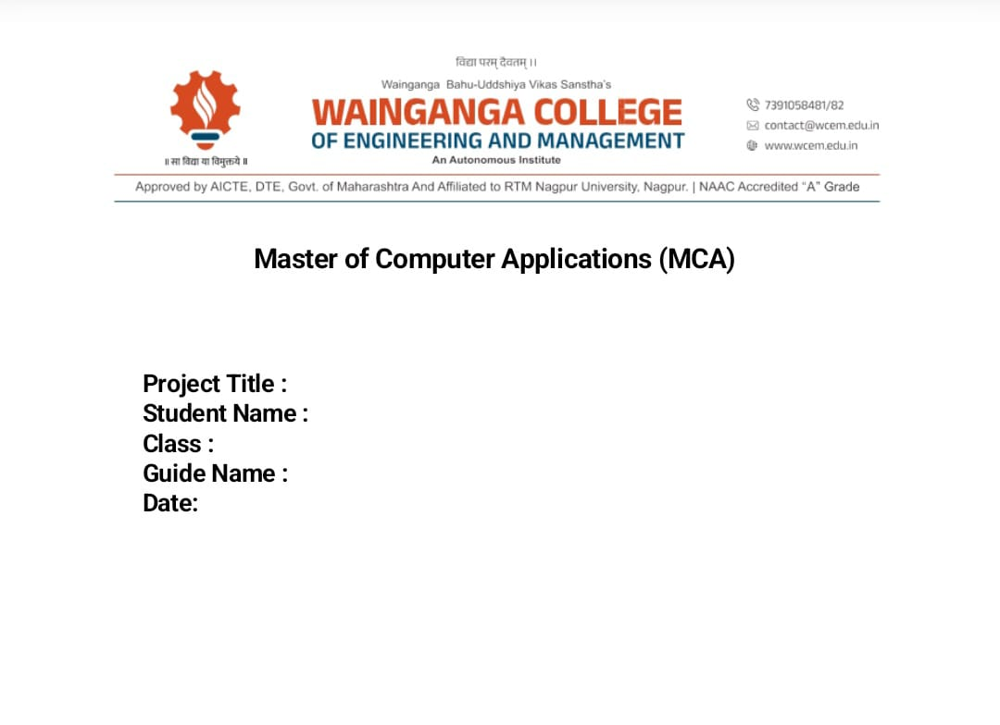 विद्या परम् दैवतम् ।।
Wainganga Bahu-Uddshiya Vikas Sanstha's
WAINGANGA COLLEGE
OF ENGINEERING AND MANAGEMENT
An Autonomous Institute
॥ सा विद्या या विमुक्तये ॥
7391058481/82
contact@wcem.edu.in
www.wcem.edu.in
Approved by AICTE, DTE, Govt. of Maharashtra And Affiliated to RTM Nagpur University, Nagpur. | NAAC Accredited “A” Grade
Master of Computer Applications (MCA)
Project Title :
Student Name :
Class :
Guide Name :
Date: